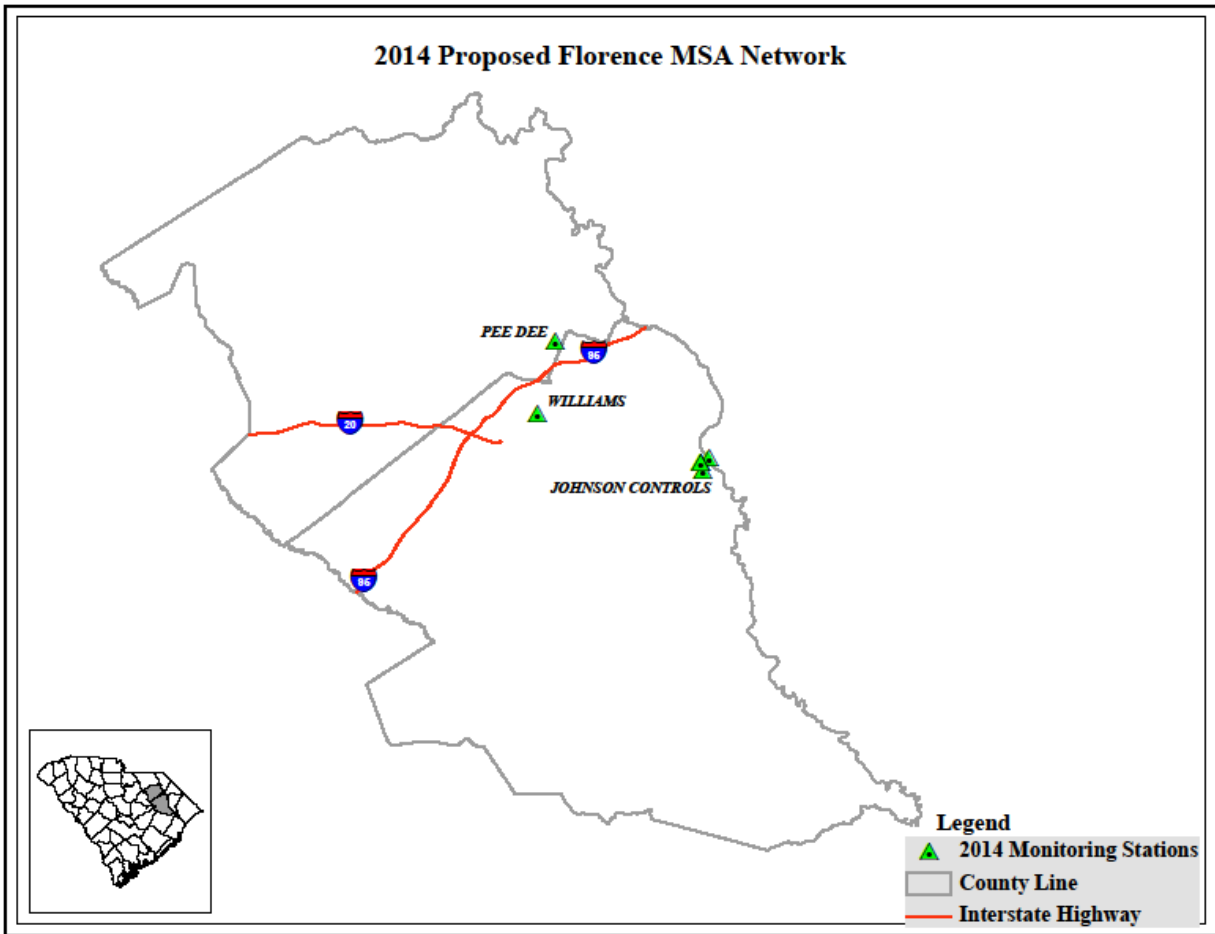 2014 Proposed Florence MSA Network
PEE DEE
95
WILLIAMS
20
JOHNSON CONTROLS
95
Legend
2014 Monitoring Stations
County Line
Interstate Highway